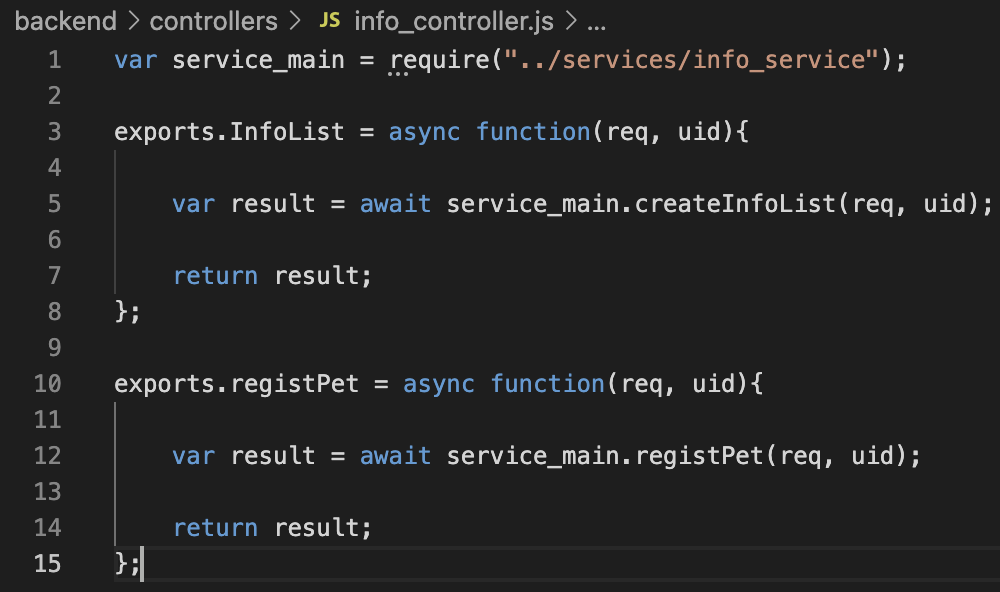 backend > controllers > JS info_controller.js > ...
1 var service_main = require("../services/info_service");
2
3 exports.InfoList = async function(req, uid){
4
5     var result = await service_main.createInfoList(req, uid);
6
7     return result;
8 };
9
10 exports.registPet = async function(req, uid){
11
12     var result = await service_main.registPet(req, uid);
13
14     return result;
15 };